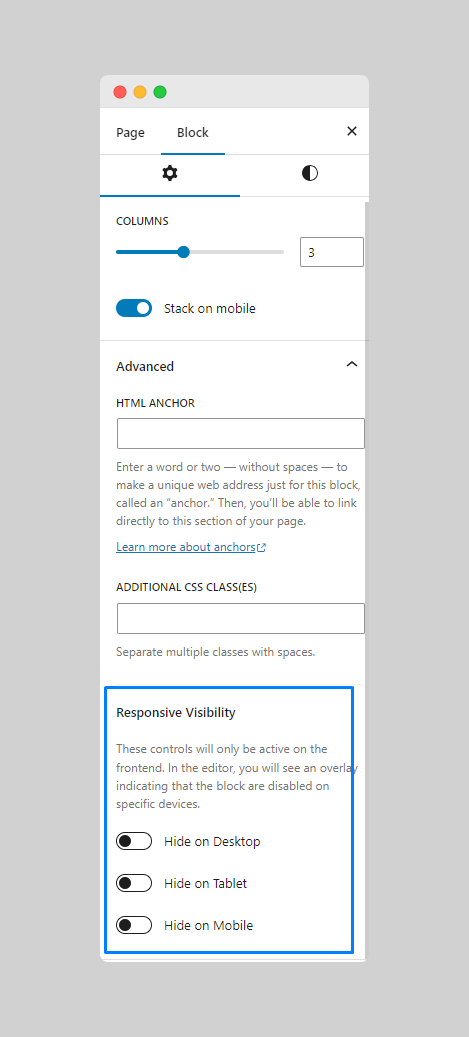 Page Block
COLUMNS
3
Stack on mobile
Advanced
HTML ANCHOR
Enter a word or two — without spaces — to
make a unique web address just for this block,
called an “anchor.” Then, you’ll be able to link
directly to this section of your page.
Learn more about anchors
ADDITIONAL CSS CLASS(ES)
Separate multiple classes with spaces.
Responsive Visibility
These controls will only be active on the
frontend. In the editor, you will see an overlay
indicating that the block are disabled on
specific devices.
Hide on Desktop
Hide on Tablet
Hide on Mobile